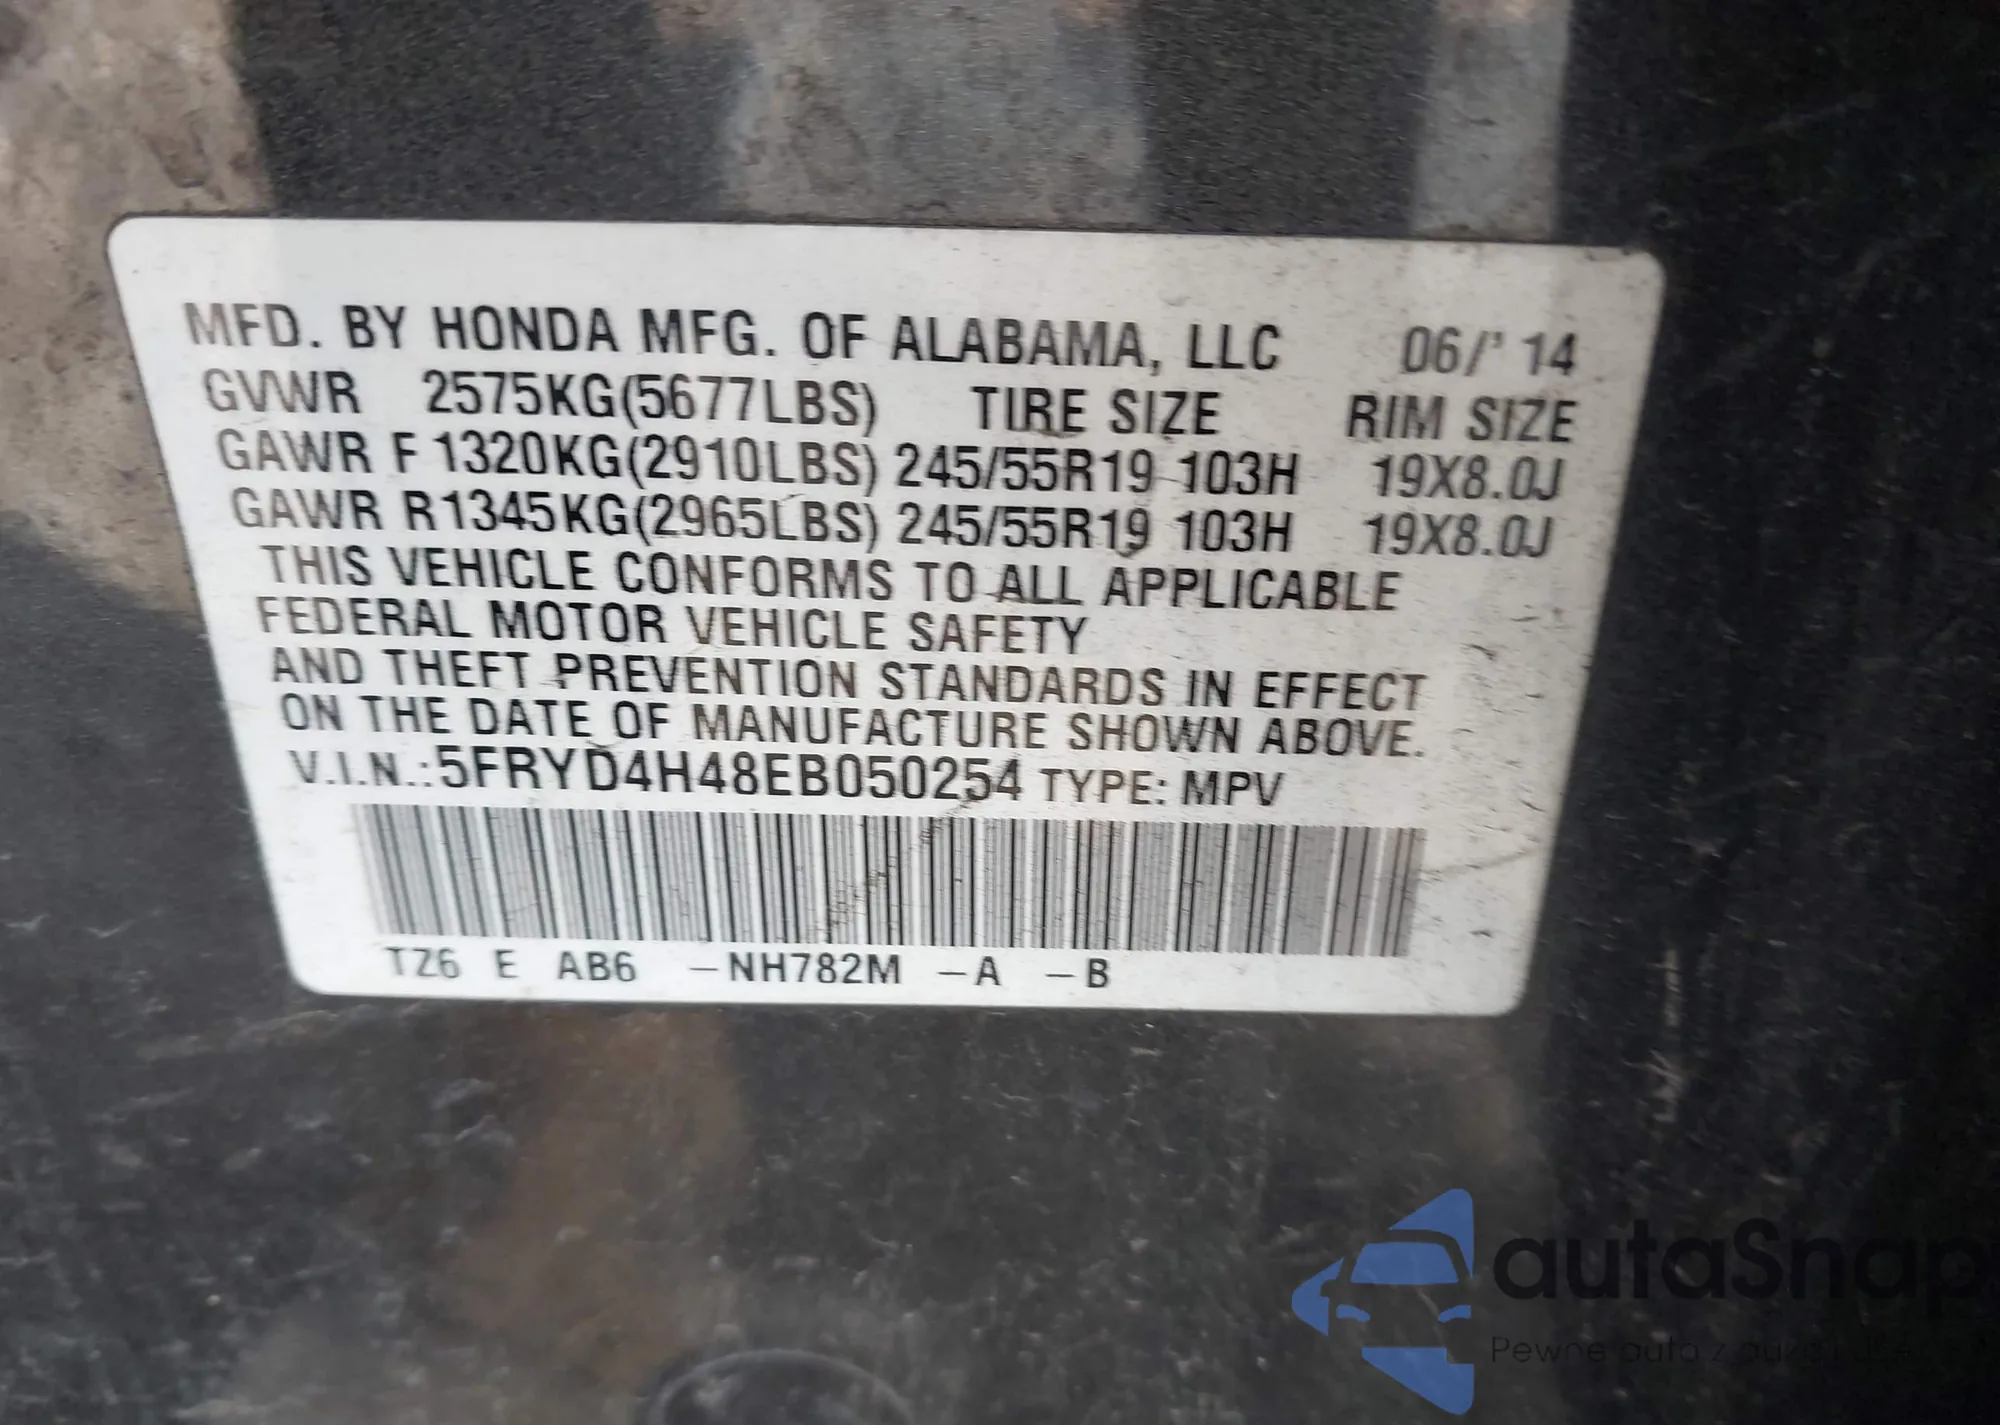 MFD. BY HONDA MFG. OF ALABAMA, LLC 06/' 14
GVWR 2575KG(5677LBS) TIRE SIZE RIM SIZE
GAWR F 1320KG(2910LBS) 245/55R19 103H 19X8.0J
GAWR R1345KG(2965LBS) 245/55R19 103H 19X8.0J
THIS VEHICLE CONFORMS TO ALL APPLICABLE
FEDERAL MOTOR VEHICLE SAFETY
AND THEFT PREVENTION STANDARDS IN EFFECT
ON THE DATE OF MANUFACTURE SHOWN ABOVE.
V.I.N.:5FRYD4H48EB050254 TYPE: MPV
TZ6 E AB6 -NH782M -A -B
autaSnap
Pewne auta z